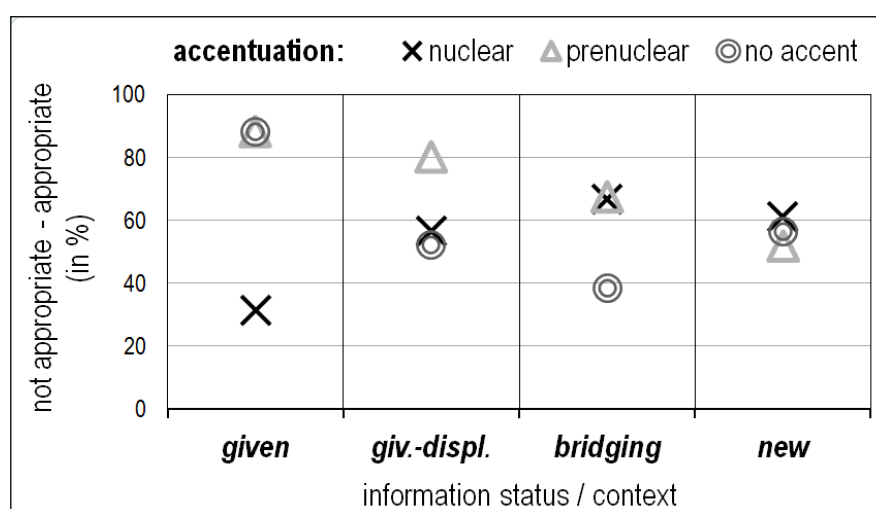 accentuation: nuclear prenuclear no accent
100
80
60
40
20
0
not appropriate - appropriate
(in %)
given giv.-displ. bridging new
information status / context